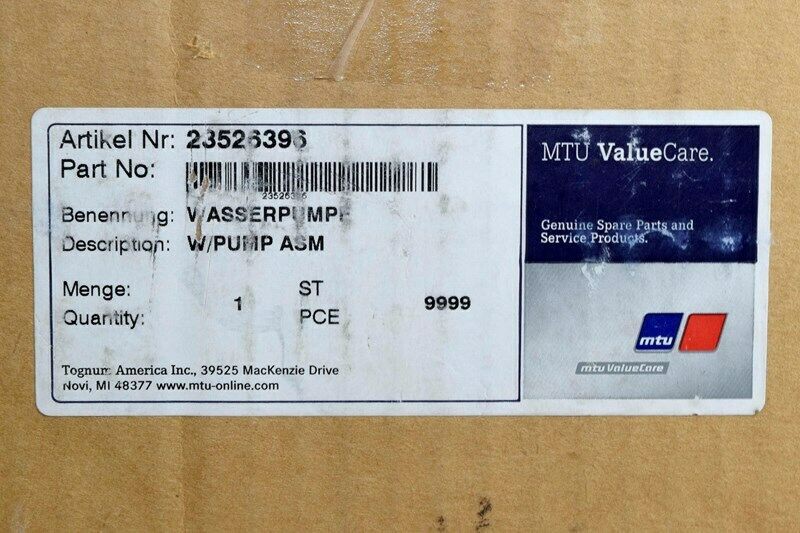 Artikel Nr: 23526396
Part No:
23526396
Benennung: WASSERPUMPE
Description: W/PUMP ASM
Menge: 1 ST 9999
Quantity: PCE
Tognum America Inc., 39525 MacKenzie Drive
Novi, MI 48377 www.mtu-online.com
MTU ValueCare.
Genuine Spare Parts and
Service Products.
mtu
mtu ValueCare